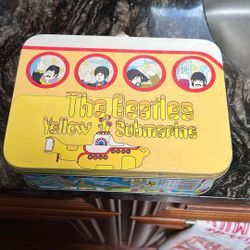 The Beatles
Yellow Submarine